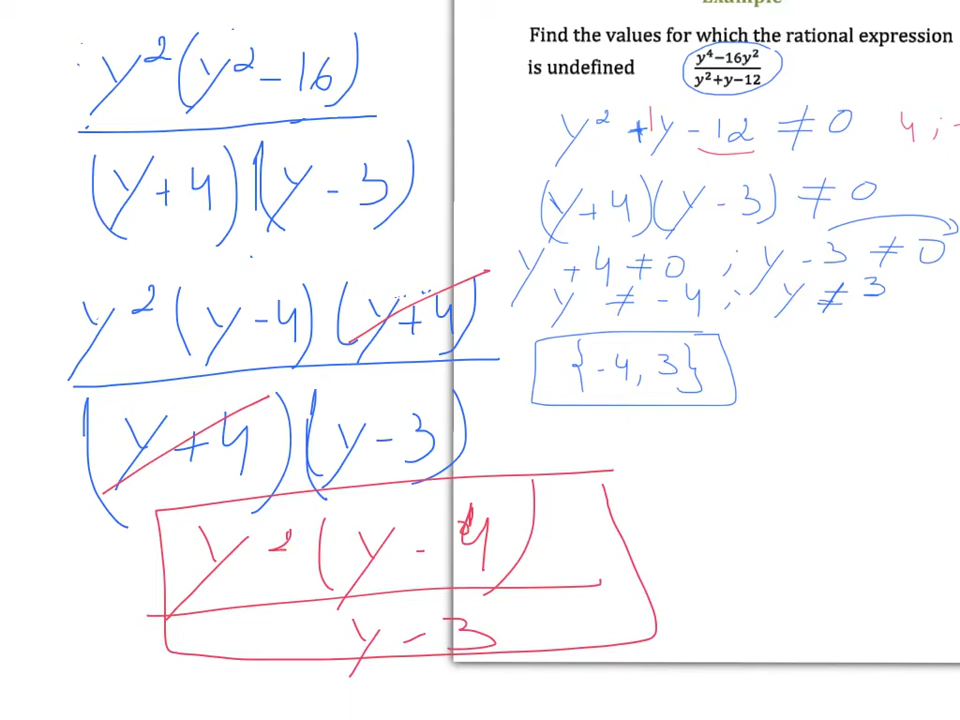 Example
Find the values for which the rational expression
is undefined (y⁴−16y²)/(y²+y−12)
y² + 1y − 12 ≠ 0 4 ; -
(y+4)(y−3) ≠ 0
y + 4 ≠ 0 ; y − 3 ≠ 0
y ≠ −4 ; y ≠ 3
{−4, 3}
y²(y²−16)
(y+4)(y−3)
y²(y−4)(y+4)
(y+4)(y−3)
y²(y−4)
y−3